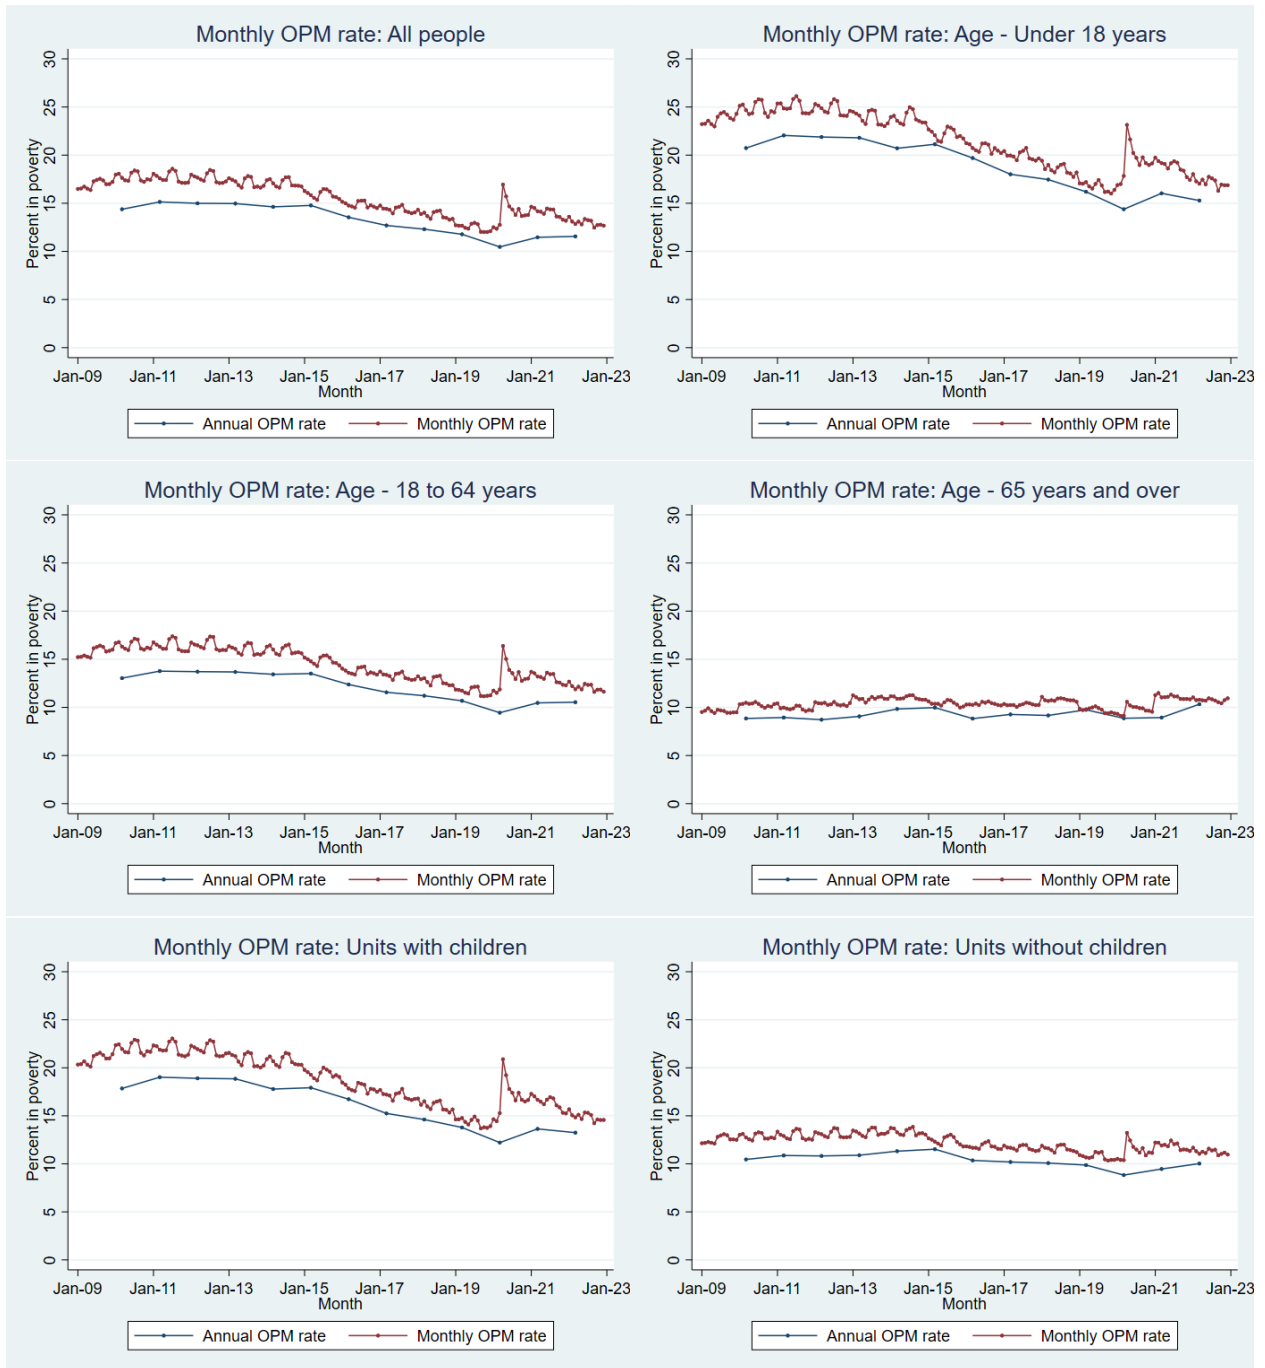 Monthly OPM rate: All people
Percent in poverty
30
25
20
15
10
5
0
Jan-09 Jan-11 Jan-13 Jan-15 Jan-17 Jan-19 Jan-21 Jan-23
Month
Annual OPM rate Monthly OPM rate
Monthly OPM rate: Age - Under 18 years
Percent in poverty
30
25
20
15
10
5
0
Jan-09 Jan-11 Jan-13 Jan-15 Jan-17 Jan-19 Jan-21 Jan-23
Month
Annual OPM rate Monthly OPM rate
Monthly OPM rate: Age - 18 to 64 years
Percent in poverty
30
25
20
15
10
5
0
Jan-09 Jan-11 Jan-13 Jan-15 Jan-17 Jan-19 Jan-21 Jan-23
Month
Annual OPM rate Monthly OPM rate
Monthly OPM rate: Age - 65 years and over
Percent in poverty
30
25
20
15
10
5
0
Jan-09 Jan-11 Jan-13 Jan-15 Jan-17 Jan-19 Jan-21 Jan-23
Month
Annual OPM rate Monthly OPM rate
Monthly OPM rate: Units with children
Percent in poverty
30
25
20
15
10
5
0
Jan-09 Jan-11 Jan-13 Jan-15 Jan-17 Jan-19 Jan-21 Jan-23
Month
Annual OPM rate Monthly OPM rate
Monthly OPM rate: Units without children
Percent in poverty
30
25
20
15
10
5
0
Jan-09 Jan-11 Jan-13 Jan-15 Jan-17 Jan-19 Jan-21 Jan-23
Month
Annual OPM rate Monthly OPM rate